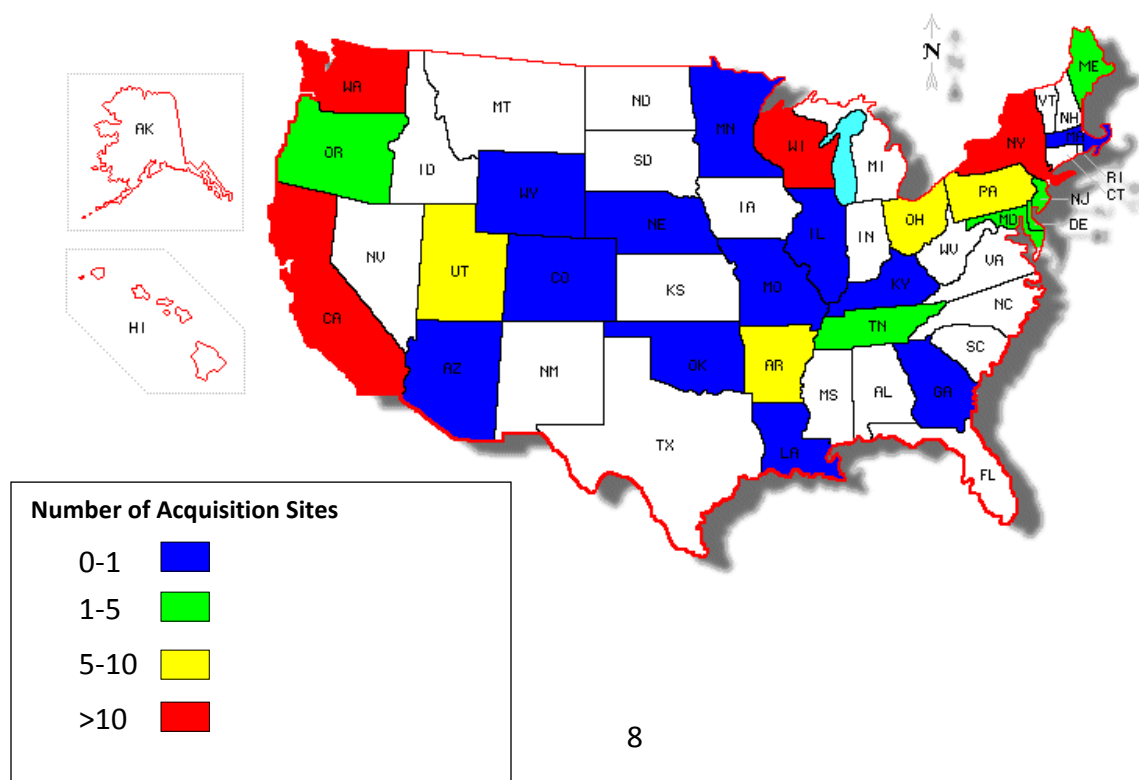 N
WA
MT
ND
MN
ME
VT
NH
AK
OR
ID
SD
WI
MI
NY
MA
WY
RI
CT
IA
PA
NJ
NE
OH
MD
DE
NV
UT
IL
IN
WV
VA
CO
KS
MO
KY
HI
CA
TN
NC
AZ
NM
OK
AR
SC
MS
AL
GA
TX
LA
FL
Number of Acquisition Sites
0-1
1-5
5-10
>10
8